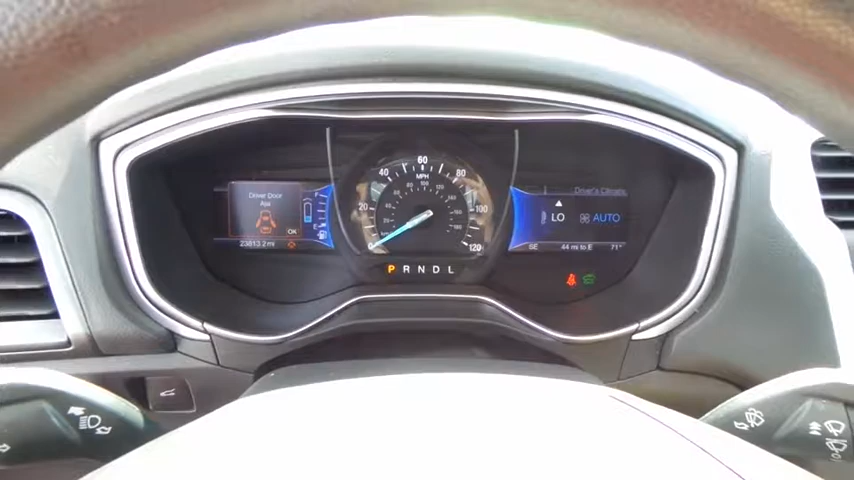 Driver Door
Ajar
OK
23813.2 mi
F
E
20
40
60
80
100
120
MPH
km/h
P R N D L
Driver's Climate
LO
AUTO
SE
44 mi to E
71°